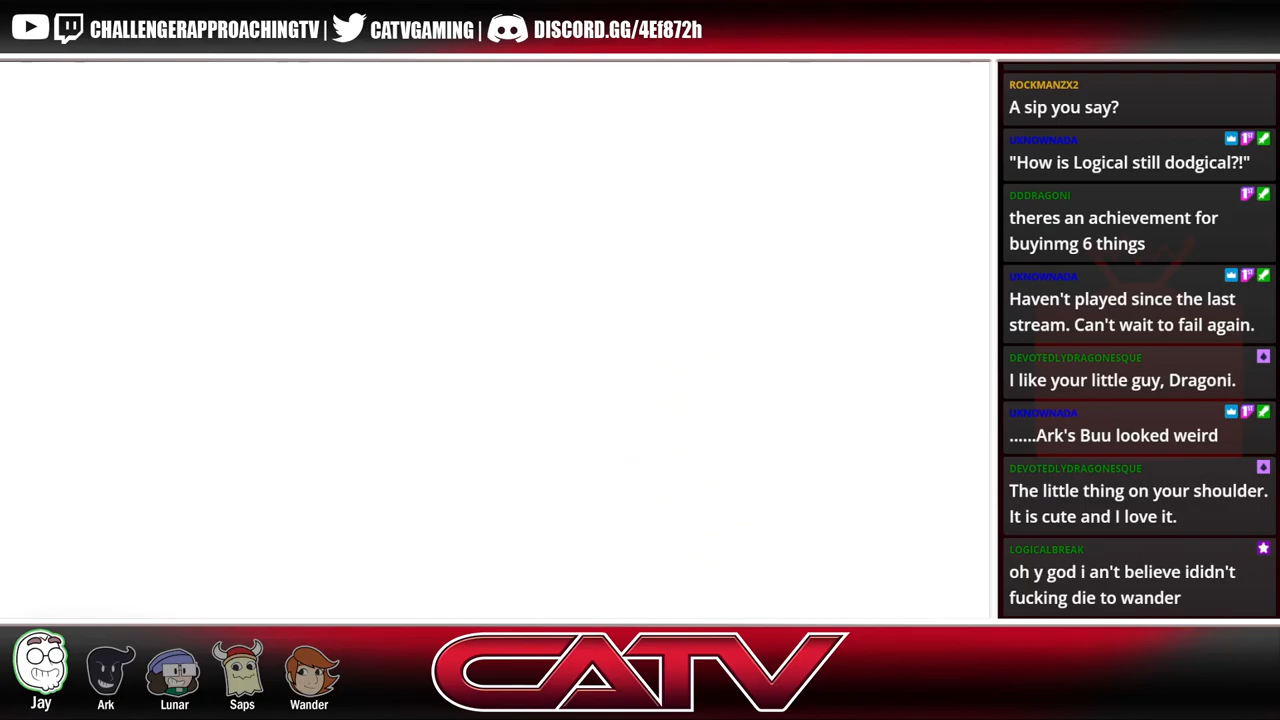 CHALLENGERAPPROACHINGTV | CATVGAMING | DISCORD.GG/4Ef872h
ROCKMANZX2
A sip you say?
UKNOWNADA
"How is Logical still dodgical?!"
DDDRAGONI
theres an achievement for
buyinmg 6 things
UKNOWNADA
Haven't played since the last
stream. Can't wait to fail again.
DEVOTEDLYDRAGONESQUE
I like your little guy, Dragoni.
UKNOWNADA
......Ark's Buu looked weird
DEVOTEDLYDRAGONESQUE
The little thing on your shoulder.
It is cute and I love it.
LOGICALBREAK
oh y god i an't believe ididn't
fucking die to wander
Jay
Ark
Lunar
Saps
Wander
CATV